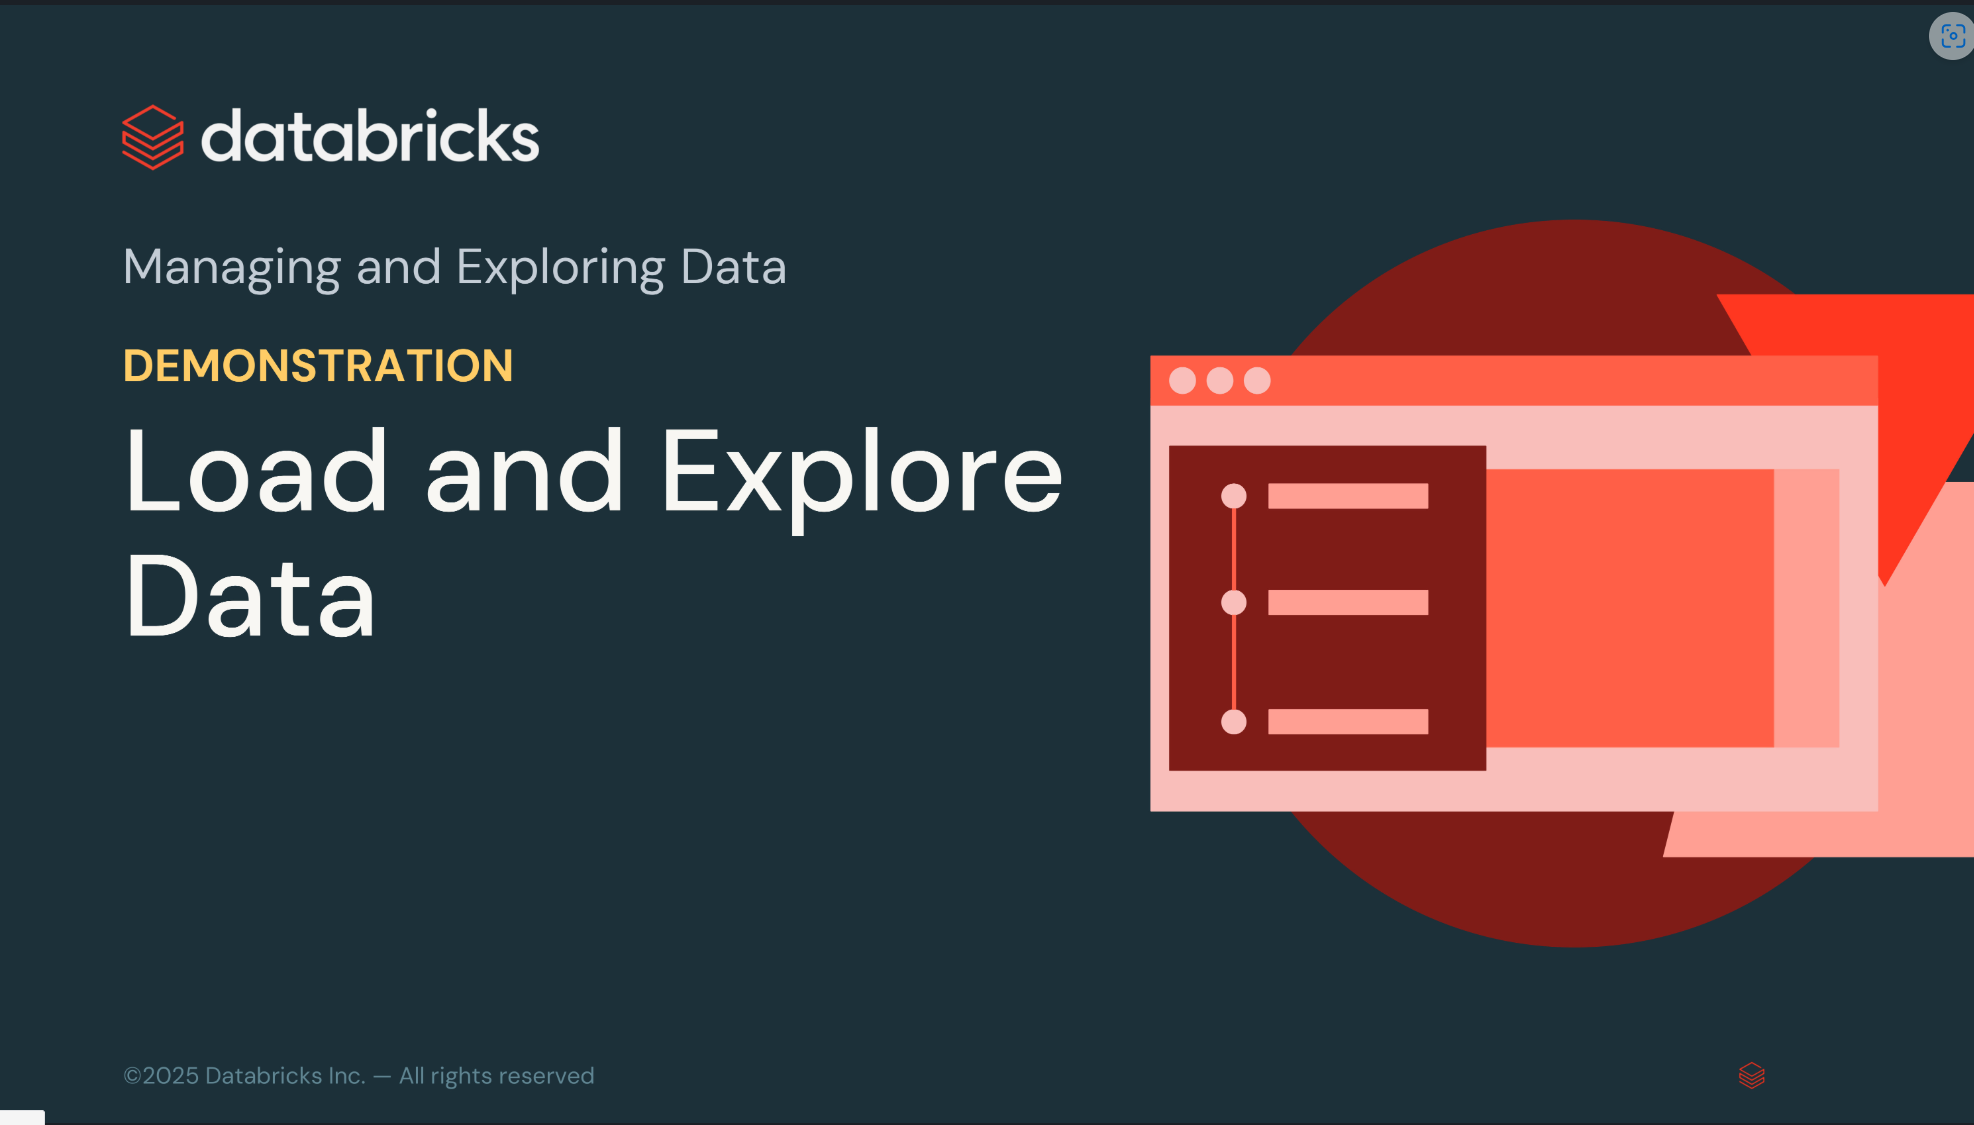 databricks
Managing and Exploring Data
DEMONSTRATION
Load and Explore
Data
©2025 Databricks Inc. — All rights reserved